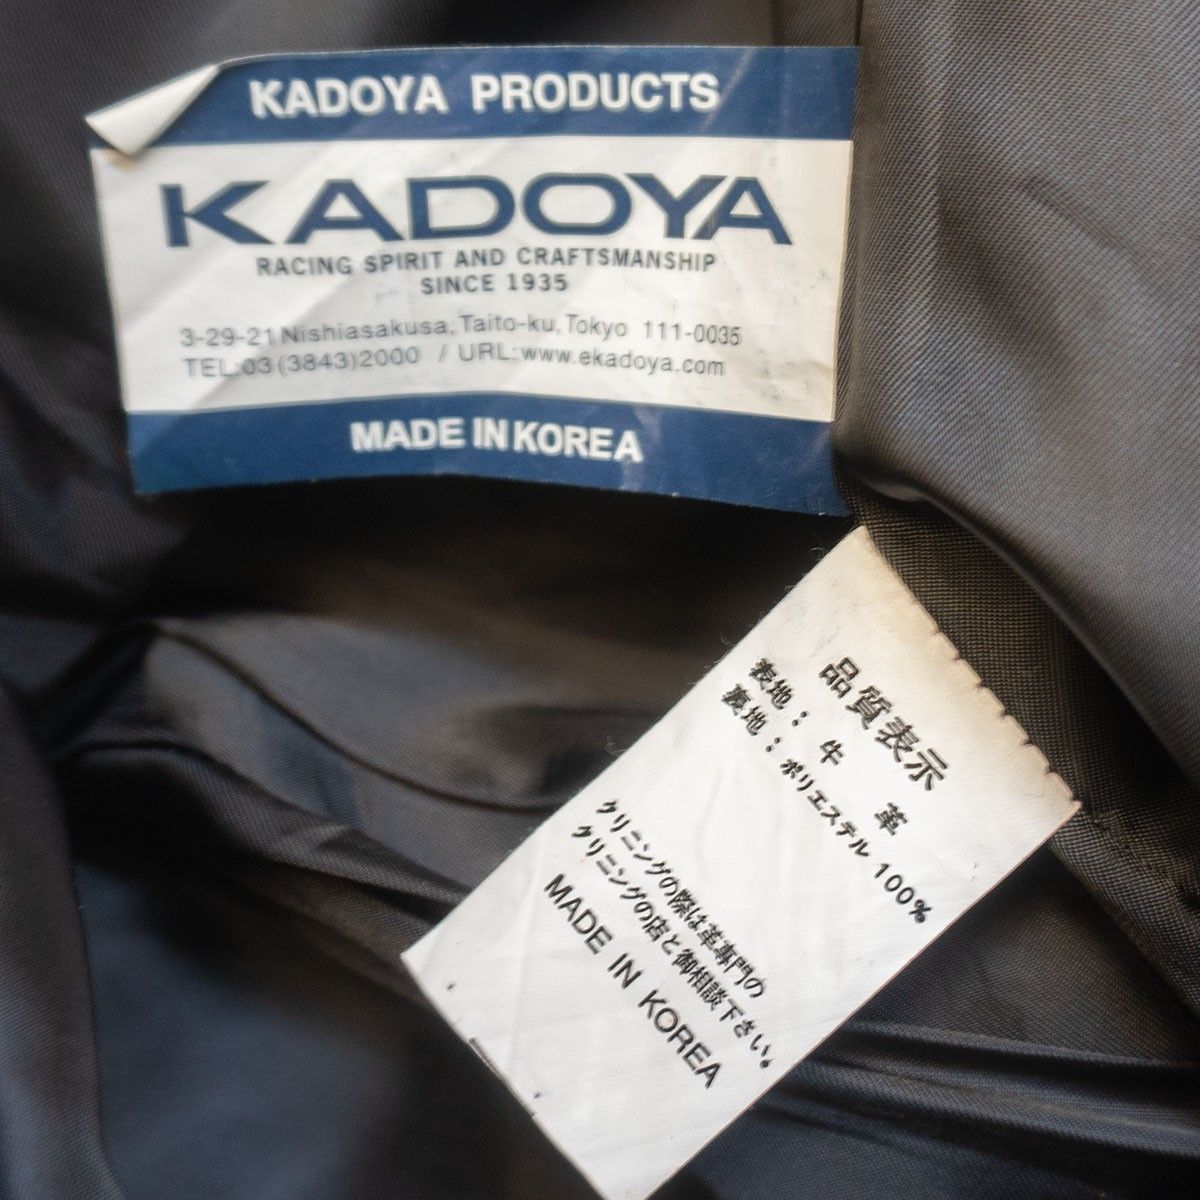 KADOYA PRODUCTS
KADOYA
RACING SPIRIT AND CRAFTSMANSHIP
SINCE 1935
3-29-21 Nishiasakusa, Taito-ku, Tokyo 111-0035
TEL:03(3843)2000 / URL:www.ekadoya.com
MADE IN KOREA
品質表示
表地：牛 革
裏地：ポリエステル 100%
クリニングの際は革専門の
クリニングの店と御相談下さい。
MADE IN KOREA